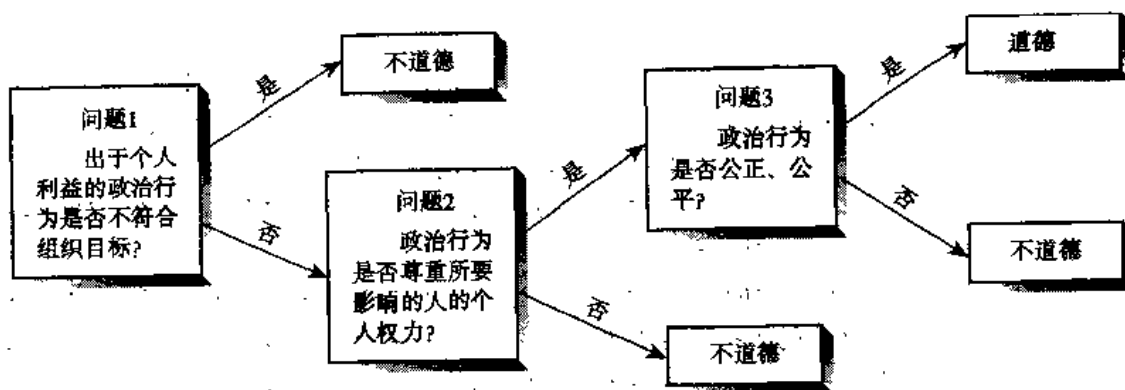 问题1
出于个人
利益的政治行
为是否不符合
组织目标?
是
不道德
否
问题2
政治行为
是否尊重所要
影响的人的个
人权力?
是
问题3
政治行为
是否公正、公
平?
是
道德
否
不道德
否
不道德